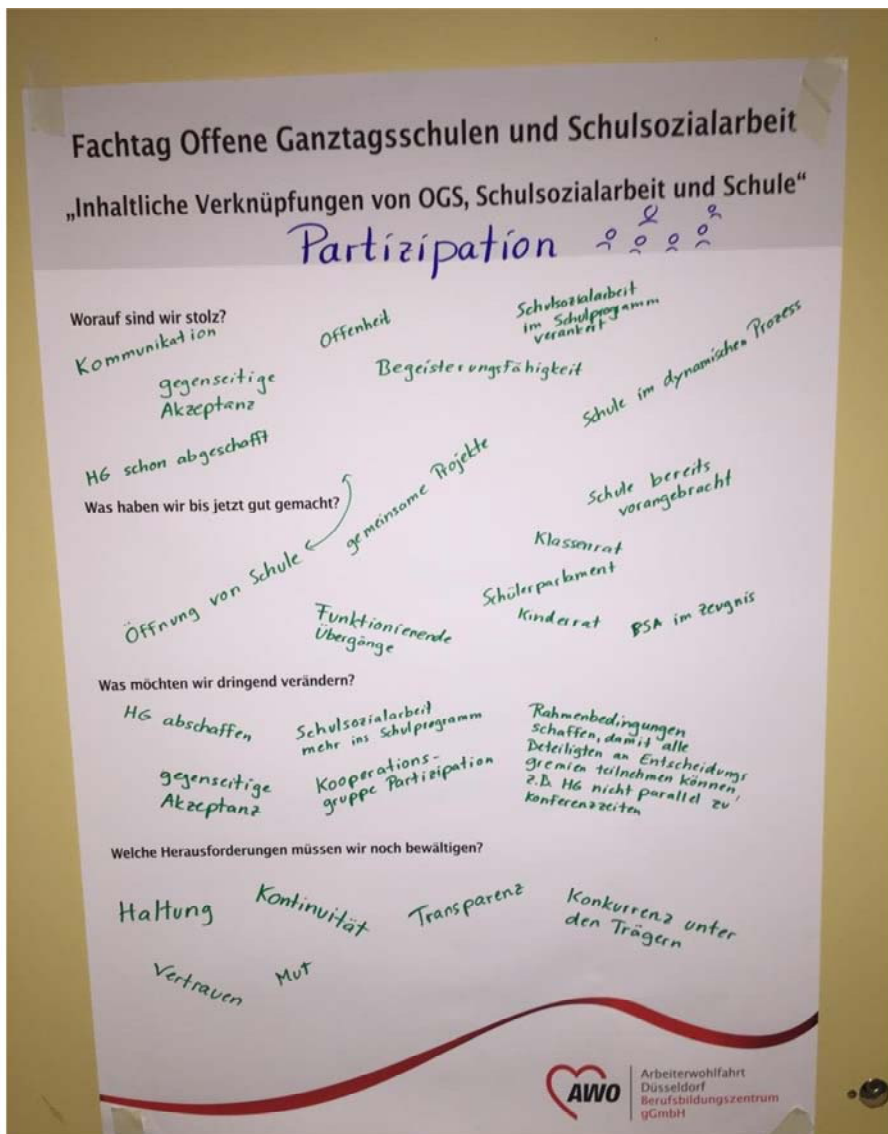 Fachtag Offene Ganztagsschulen und Schulsozialarbeit
„Inhaltliche Verknüpfungen von OGS, Schulsozialarbeit und Schule“
Partizipation
Worauf sind wir stolz?
Kommunikation
Offenheit
Schulsozialarbeit
im Schulprogramm
verankert
gegenseitige
Akzeptanz
Begeisterungsfähigkeit
Schule im dynamischen Prozess
HG schon abgeschafft
Was haben wir bis jetzt gut gemacht?
gemeinsame Projekte
Schule bereits
vorangebracht
Öffnung von Schule
Klassenrat
Schülerparlament
Kinderrat
BSA im Zeugnis
Funktionierende
Übergänge
Was möchten wir dringend verändern?
HG abschaffen
Schulsozialarbeit
mehr ins Schulprogramm
Rahmenbedingungen
schaffen, damit alle
Beteiligten an Entscheidungs
gremien teilnehmen können,
z.B. HG nicht parallel zu
Konferenzzeiten
gegenseitige
Akzeptanz
Kooperations-
gruppe Partizipation
Welche Herausforderungen müssen wir noch bewältigen?
Haltung
Kontinuität
Transparenz
Konkurrenz unter
den Trägern
Vertrauen
Mut
AWO
Arbeiterwohlfahrt
Düsseldorf
Berufsbildungszentrum
gGmbH